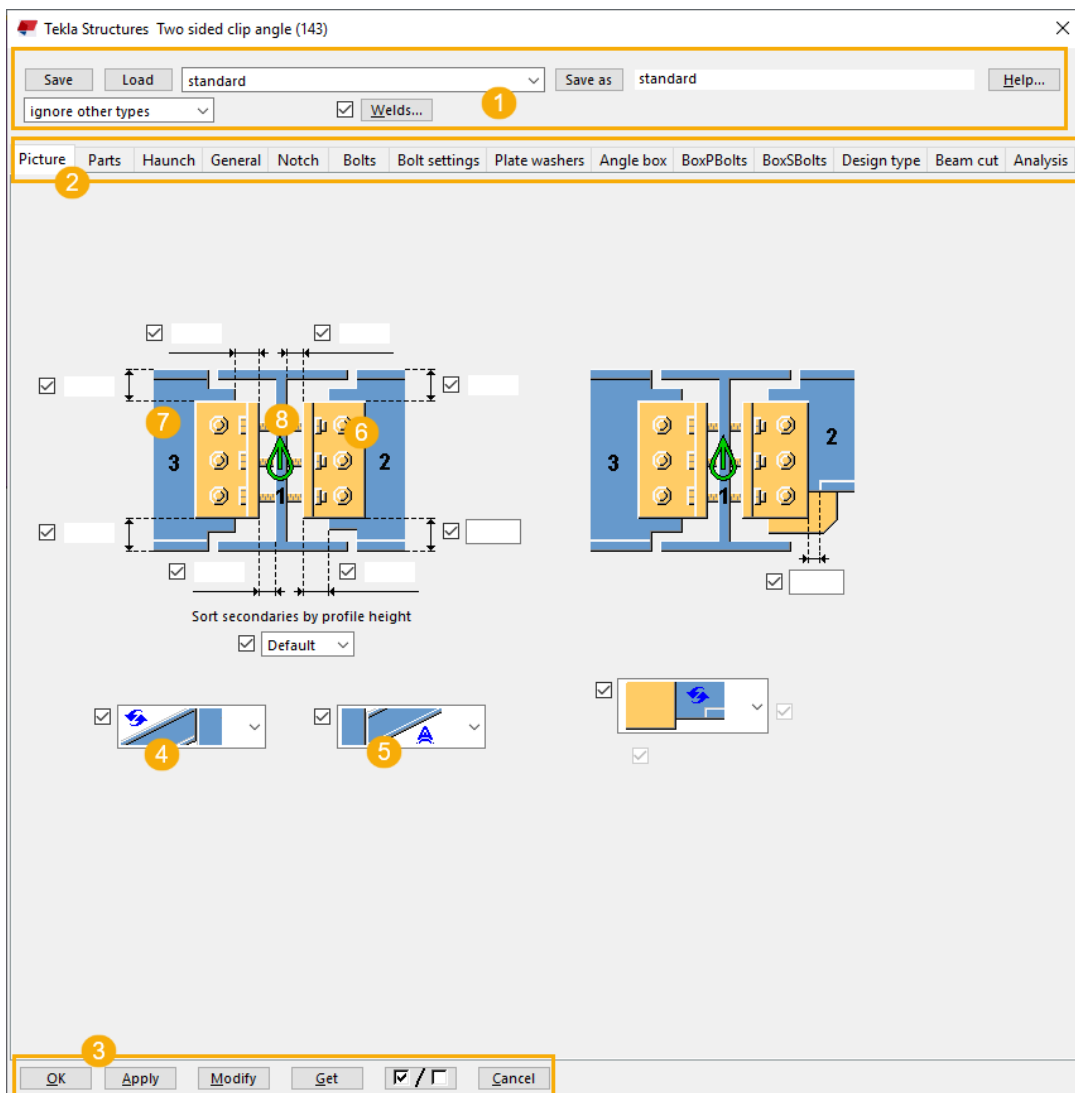 Tekla Structures Two sided clip angle (143)
Save Load standard Save as standard Help...
ignore other types Welds... 1
Picture Parts Haunch General Notch Bolts Bolt settings Plate washers Angle box BoxPBolts BoxSBolts Design type Beam cut Analysis
2
7 8 6
3 2 3 2
1 1
Sort secondaries by profile height
Default
4 5
3
OK Apply Modify Get / Cancel